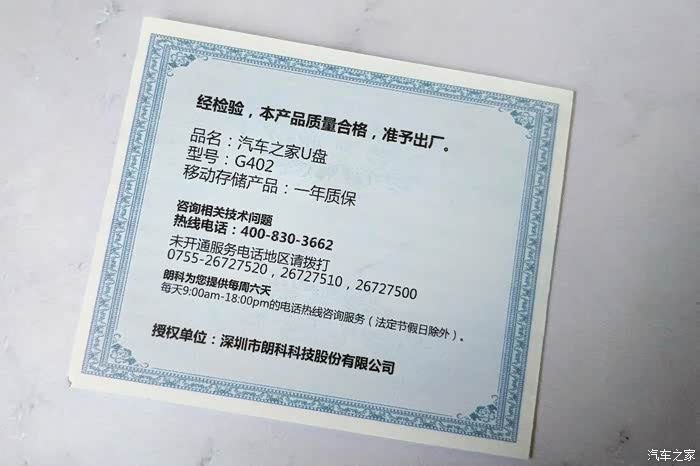 经检验，本产品质量合格，准予出厂。
品名：汽车之家U盘
型号：G402
移动存储产品：一年质保
咨询相关技术问题
热线电话：400-830-3662
未开通服务电话地区请拨打
0755-26727520，26727510，26727500
朗科为您提供每周六天
每天9:00am-18:00pm的电话热线咨询服务（法定节假日除外）。
授权单位：深圳市朗科科技股份有限公司
汽车之家